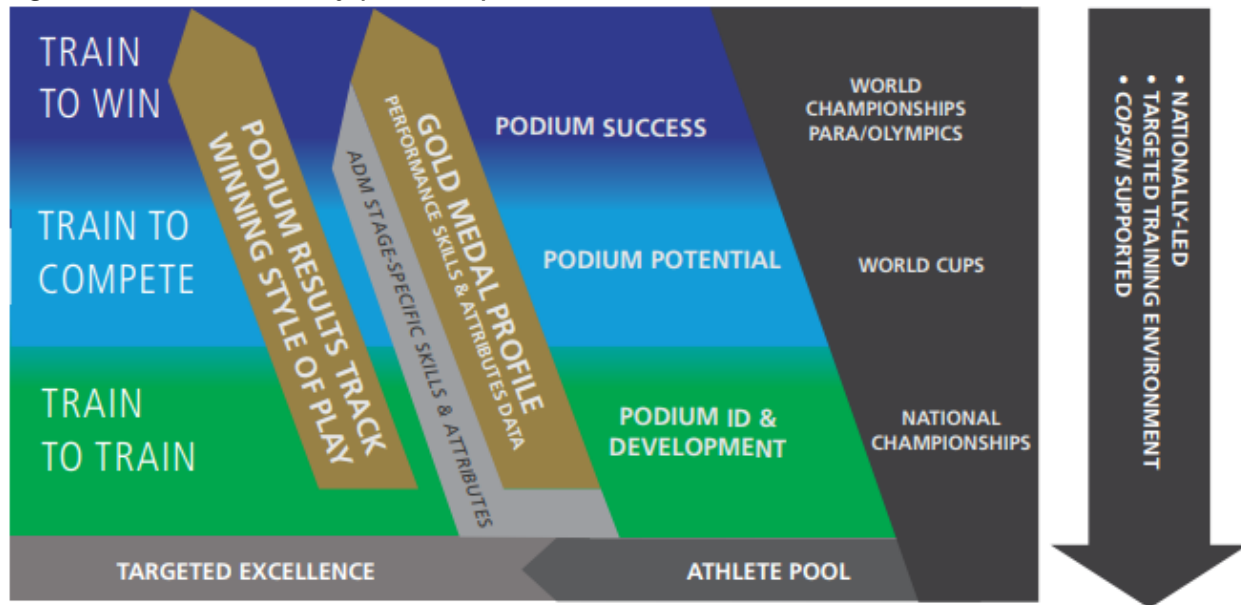 TRAIN
TO WIN
TRAIN TO
COMPETE
TRAIN
TO TRAIN
PODIUM RESULTS TRACK
WINNING STYLE OF PLAY
GOLD MEDAL PROFILE
PERFORMANCE SKILLS & ATTRIBUTES DATA
ADM STAGE-SPECIFIC SKILLS & ATTRIBUTES
PODIUM SUCCESS
PODIUM POTENTIAL
PODIUM ID &
DEVELOPMENT
WORLD
CHAMPIONSHIPS
PARA/OLYMPICS
WORLD CUPS
NATIONAL
CHAMPIONSHIPS
• NATIONALLY-LED
• TARGETED TRAINING ENVIRONMENT
• COPSIN SUPPORTED
TARGETED EXCELLENCE
ATHLETE POOL